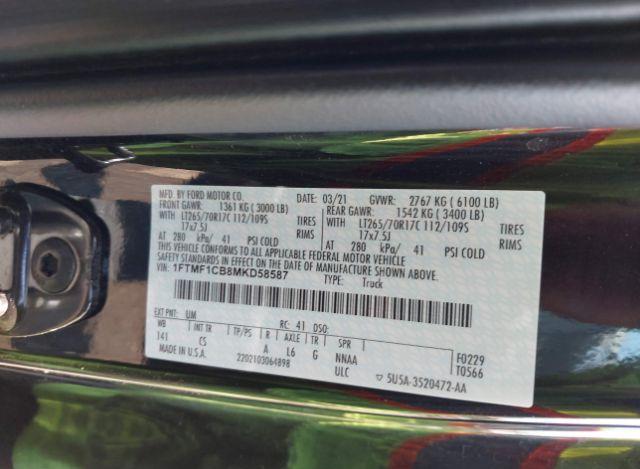 MFD. BY FORD MOTOR CO. 03/21 GVWR: 2767 KG ( 6100 LB)
FRONT GAWR: 1361 KG ( 3000 LB) REAR GAWR: 1542 KG ( 3400 LB)
WITH LT265/70R17C 112/109S TIRES WITH LT265/70R17C 112/109S TIRES
17x7.5J RIMS 17x7.5J RIMS
AT 280 kPa/ 41 PSI COLD AT 280 kPa/ 41 PSI COLD
THIS VEHICLE CONFORMS TO ALL APPLICABLE FEDERAL MOTOR VEHICLE
SAFETY STANDARDS IN EFFECT ON THE DATE OF MANUFACTURE SHOWN ABOVE.
VIN: 1FTMF1CB8MKD58587 TYPE: Truck
EXT PNT: UM RC: 41 DSO: F0229
WB INT TR TP/PS R AXLE TR SPR T0566
141 CS A L6 G NNAA
MADE IN U.S.A. 2202103064898 ULC 5U5A-3520472-AA